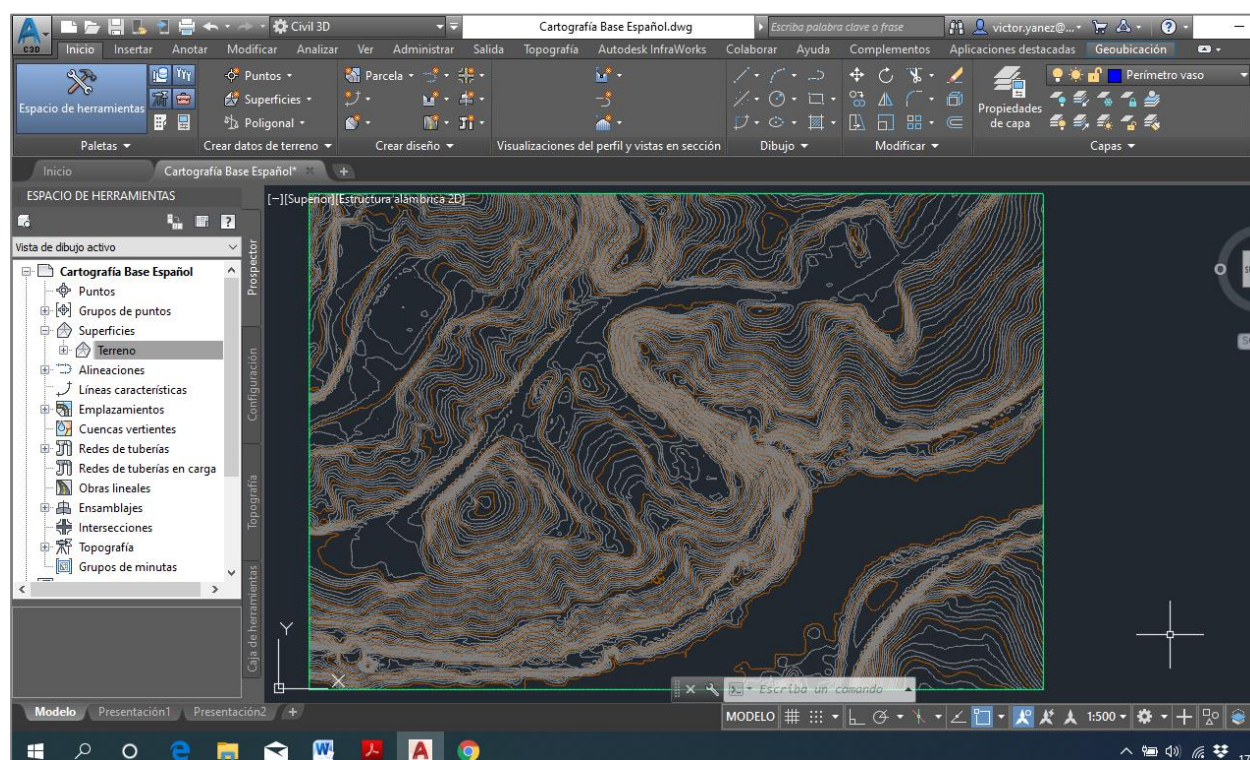 C3D
Civil 3D
Cartografía Base Español.dwg
Escriba palabra clave o frase
victor.yanez@...
Inicio Insertar Anotar Modificar Analizar Ver Administrar Salida Topografía Autodesk InfraWorks Colaborar Ayuda Complementos Aplicaciones destacadas Geoubicación
Espacio de herramientas
Puntos
Superficies
Poligonal
Parcela
Propiedades de capa
Perímetro vaso
Paletas
Crear datos de terreno
Crear diseño
Visualizaciones del perfil y vistas en sección
Dibujo
Modificar
Capas
Inicio
Cartografía Base Español*
ESPACIO DE HERRAMIENTAS
Vista de dibujo activo
Cartografía Base Español
Puntos
Grupos de puntos
Superficies
Terreno
Alineaciones
Líneas características
Emplazamientos
Cuencas vertientes
Redes de tuberías
Redes de tuberías en carga
Obras lineales
Ensamblajes
Intersecciones
Topografía
Grupos de minutas
Prospector
Configuración
Topografía
Caja de herramientas
[−][Superior][Estructura alámbrica 2D]
Y
X
Escriba un comando
Modelo Presentación1 Presentación2
MODELO
1:500